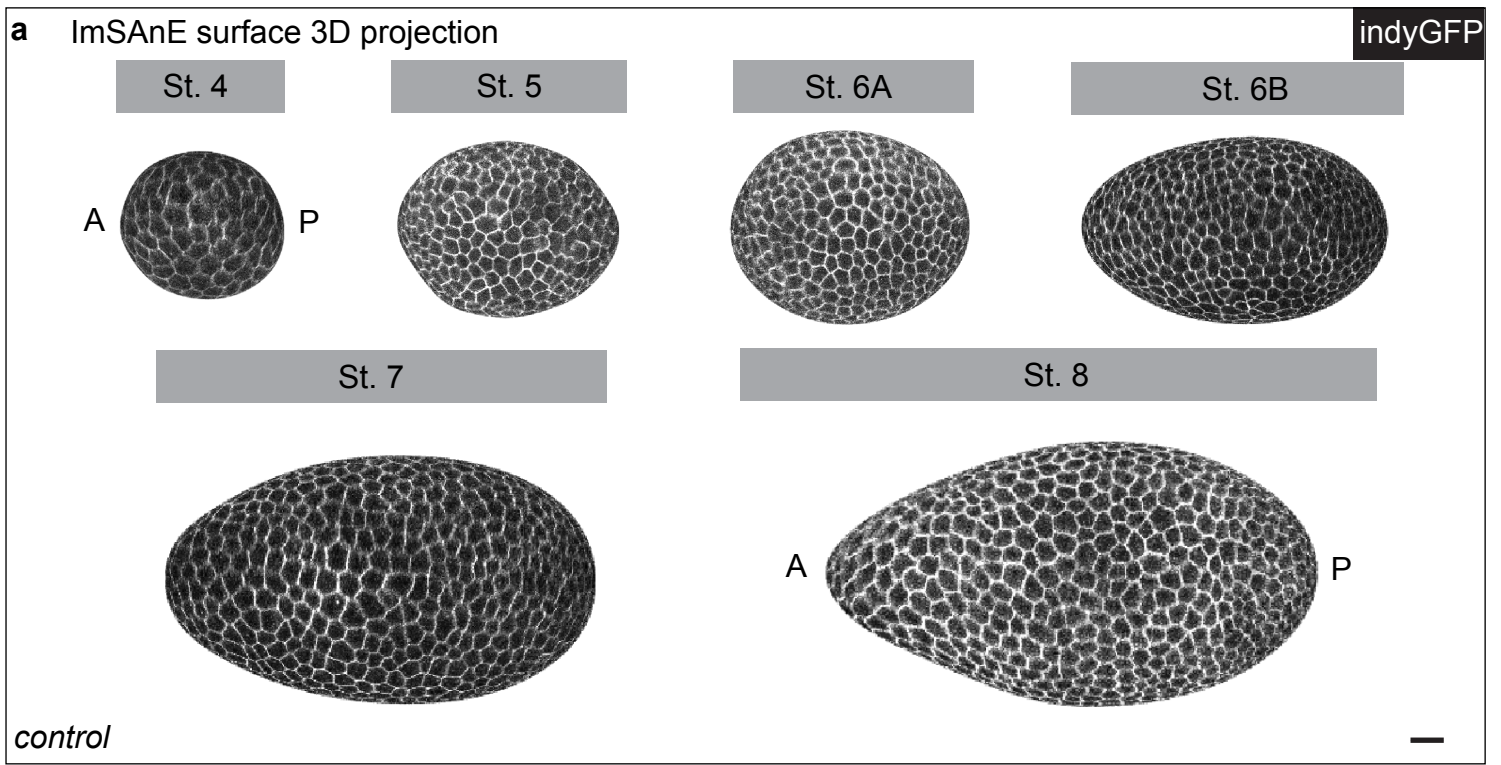 a ImSAnE surface 3D projection
indyGFP
St. 4
St. 5
St. 6A
St. 6B
A
P
St. 7
St. 8
A
P
control